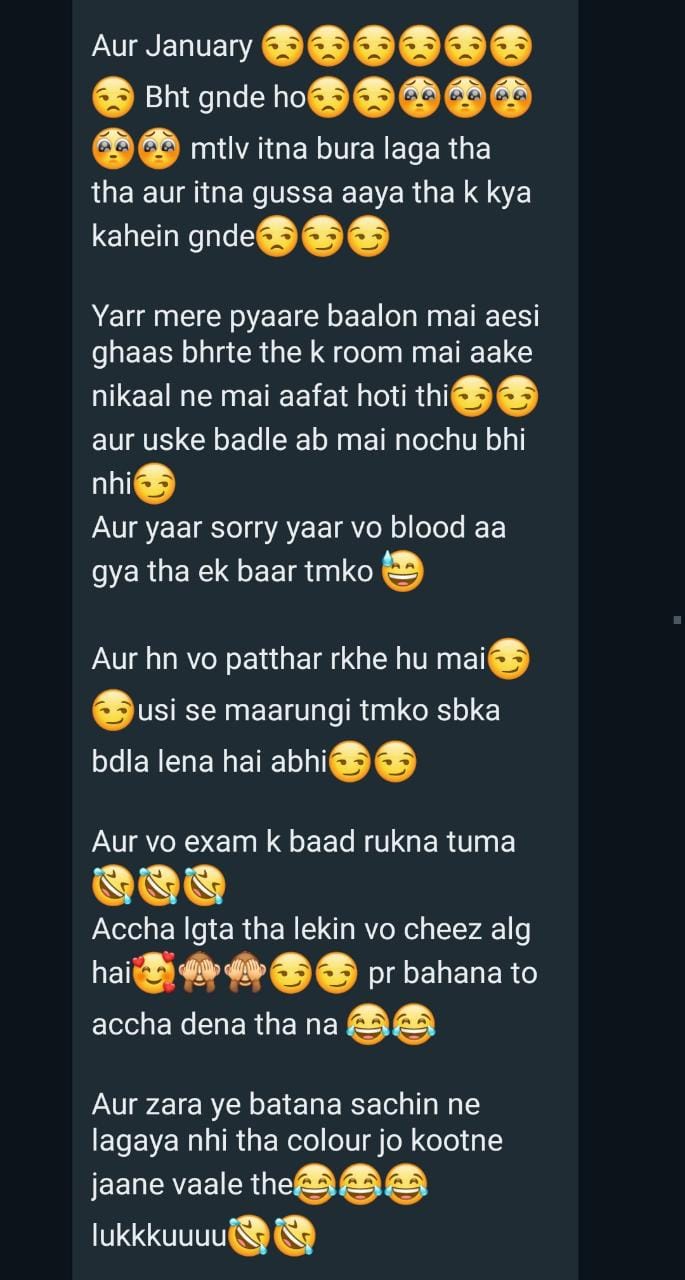 Aur January 😒😒😒😒😒😒
😒 Bht gnde ho😒😒🥺🥺🥺
🥺🥺 mtlv itna bura laga tha
tha aur itna gussa aaya tha k kya
kahein gnde😒😏😏
Yarr mere pyaare baalon mai aesi
ghaas bhrte the k room mai aake
nikaal ne mai aafat hoti thi😏😏
aur uske badle ab mai nochu bhi
nhi😏
Aur yaar sorry yaar vo blood aa
gya tha ek baar tmko 😅
Aur hn vo patthar rkhe hu mai😏
😏usi se maarungi tmko sbka
bdla lena hai abhi😏😏
Aur vo exam k baad rukna tuma
🤣🤣🤣
Accha lgta tha lekin vo cheez alg
hai🥰🙈🙈😏😏 pr bahana to
accha dena tha na 😂😂
Aur zara ye batana sachin ne
lagaya nhi tha colour jo kootne
jaane vaale the😂😂😂
lukkkuuuu🤣🤣